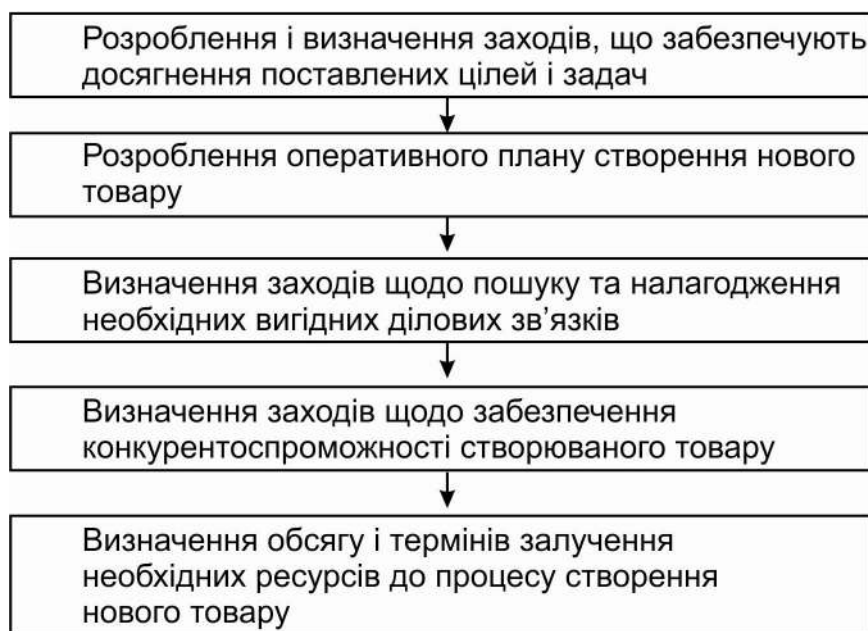 Розроблення і визначення заходів, що забезпечують
досягнення поставлених цілей і задач
Розроблення оперативного плану створення нового
товару
Визначення заходів щодо пошуку та налагодження
необхідних вигідних ділових зв’язків
Визначення заходів щодо забезпечення
конкурентоспроможності створюваного товару
Визначення обсягу і термінів залучення
необхідних ресурсів до процесу створення
нового товару